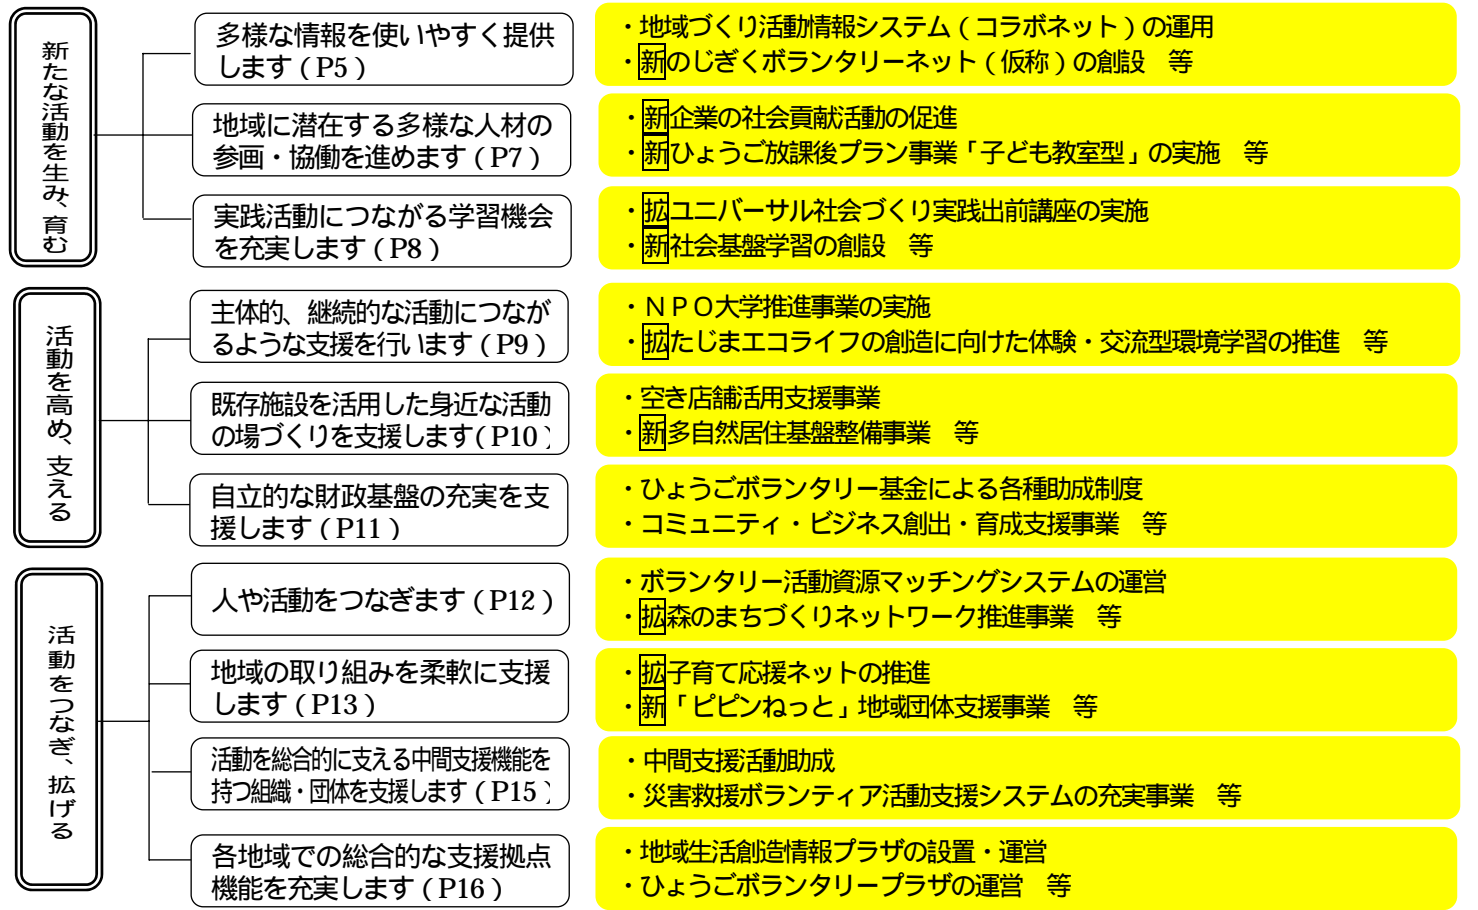 新たな活動を生み、育む
多様な情報を使いやすく提供
します(P5)
・地域づくり活動情報システム(コラボネット)の運用
・新のじぎくボランタリーネット(仮称)の創設　等
地域に潜在する多様な人材の
参画・協働を進めます(P7)
・新企業の社会貢献活動の促進
・新ひょうご放課後プラン事業「子ども教室型」の実施　等
実践活動につながる学習機会
を充実します(P8)
・拡ユニバーサル社会づくり実践出前講座の実施
・新社会基盤学習の創設　等
活動を高め、支える
主体的、継続的な活動につなが
るような支援を行います(P9)
・ＮＰＯ大学推進事業の実施
・拡たじまエコライフの創造に向けた体験・交流型環境学習の推進　等
既存施設を活用した身近な活動
の場づくりを支援します(P10)
・空き店舗活用支援事業
・新多自然居住基盤整備事業　等
自立的な財政基盤の充実を支
援します(P11)
・ひょうごボランタリー基金による各種助成制度
・コミュニティ・ビジネス創出・育成支援事業　等
活動をつなぎ、拡げる
人や活動をつなぎます(P12)
・ボランタリー活動資源マッチングシステムの運営
・拡森のまちづくりネットワーク推進事業　等
地域の取り組みを柔軟に支援
します(P13)
・拡子育て応援ネットの推進
・新「ピピンねっと」地域団体支援事業　等
活動を総合的に支える中間支援機能を
持つ組織・団体を支援します(P15)
・中間支援活動助成
・災害救援ボランティア活動支援システムの充実事業　等
各地域での総合的な支援拠点
機能を充実します(P16)
・地域生活創造情報プラザの設置・運営
・ひょうごボランタリープラザの運営　等